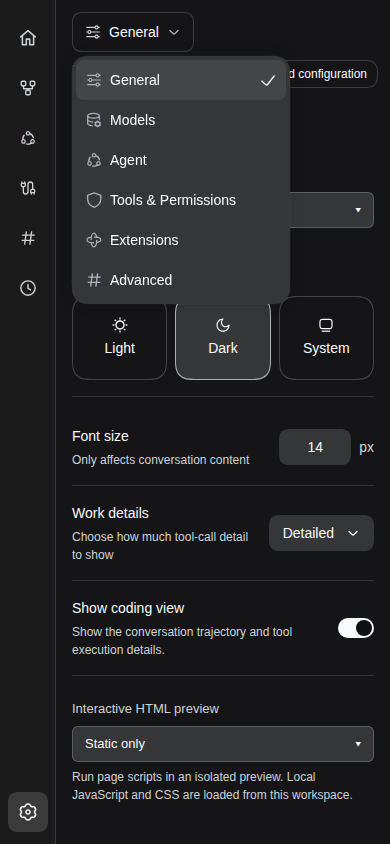 General
General
d configuration
Models
Agent
Tools & Permissions
Extensions
Advanced
Light
Dark
System
Font size
Only affects conversation content
14
px
Work details
Choose how much tool-call detail
to show
Detailed
Show coding view
Show the conversation trajectory and tool
execution details.
Interactive HTML preview
Static only
Run page scripts in an isolated preview. Local
JavaScript and CSS are loaded from this workspace.